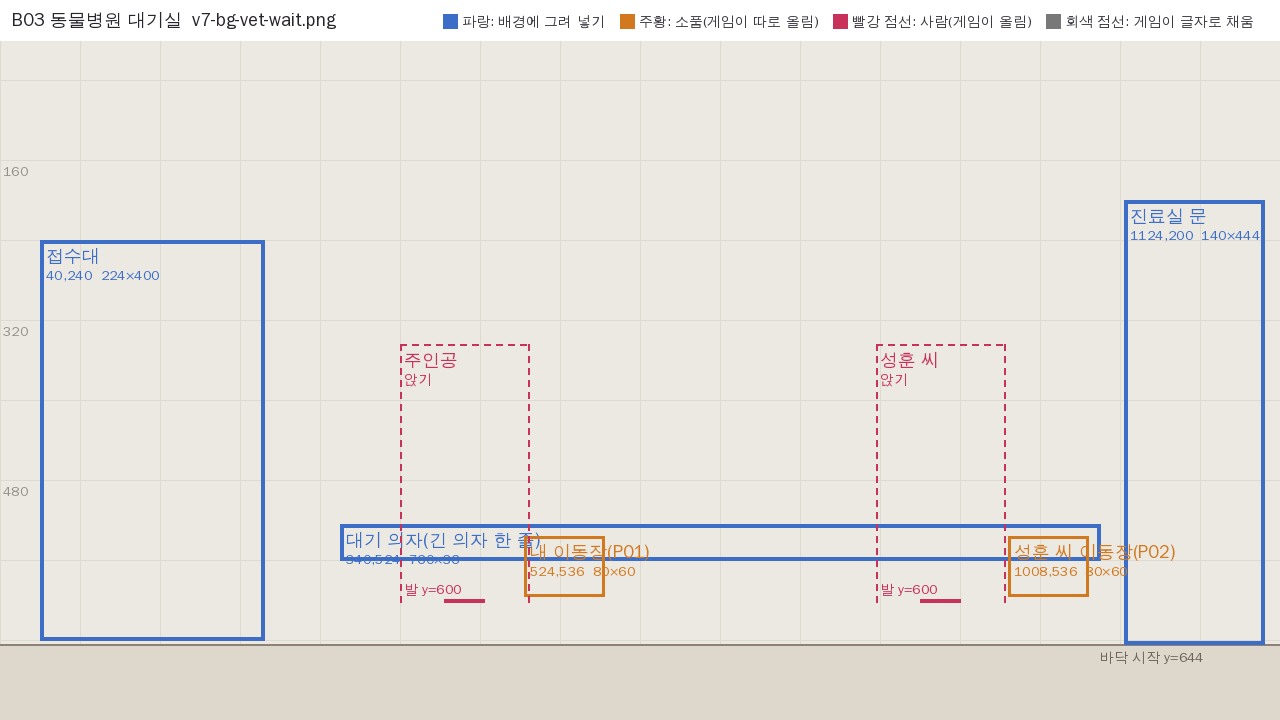 B03 동물병원 대기실 v7-bg-vet-wait.png
파랑: 배경에 그려 넣기
주황: 소품(게임이 따로 올림)
빨강 점선: 사람(게임이 올림)
회색 점선: 게임이 글자로 채움
160
진료실 문
1124,200 140×444
접수대
40,240 224×400
320
주인공
앉기
성훈 씨
앉기
480
대기 의자(긴 의자 한 줄)
340,524 760×36
내 이동장(P01)
524,536 80×60
성훈 씨 이동장(P02)
1008,536 80×60
발 y=600
발 y=600
바닥 시작 y=644